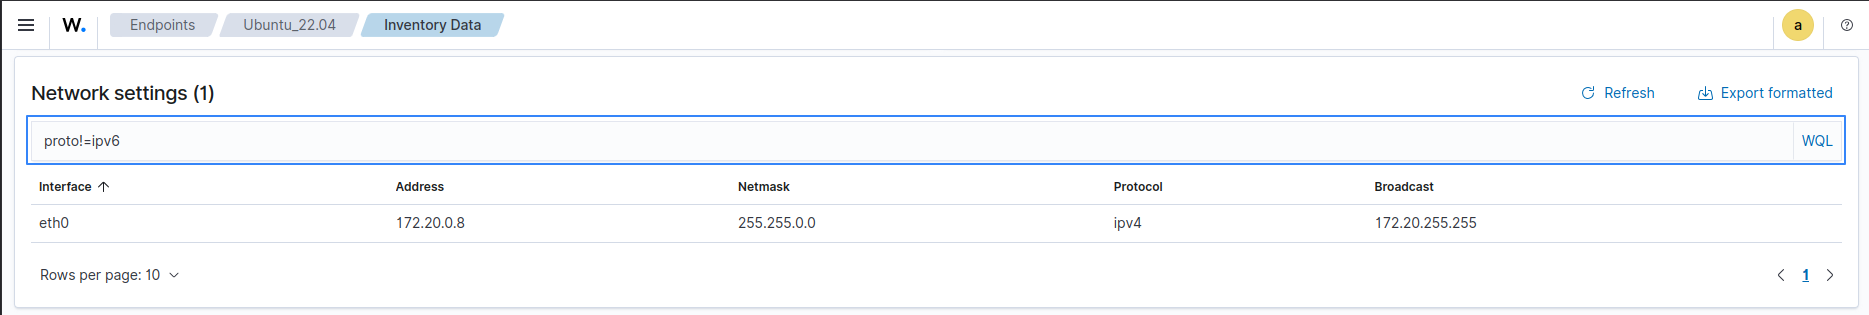 W. Endpoints Ubuntu_22.04 Inventory Data a
Network settings (1) Refresh Export formatted
proto!=ipv6 WQL
Interface Address Netmask Protocol Broadcast
eth0 172.20.0.8 255.255.0.0 ipv4 172.20.255.255
Rows per page: 10 1